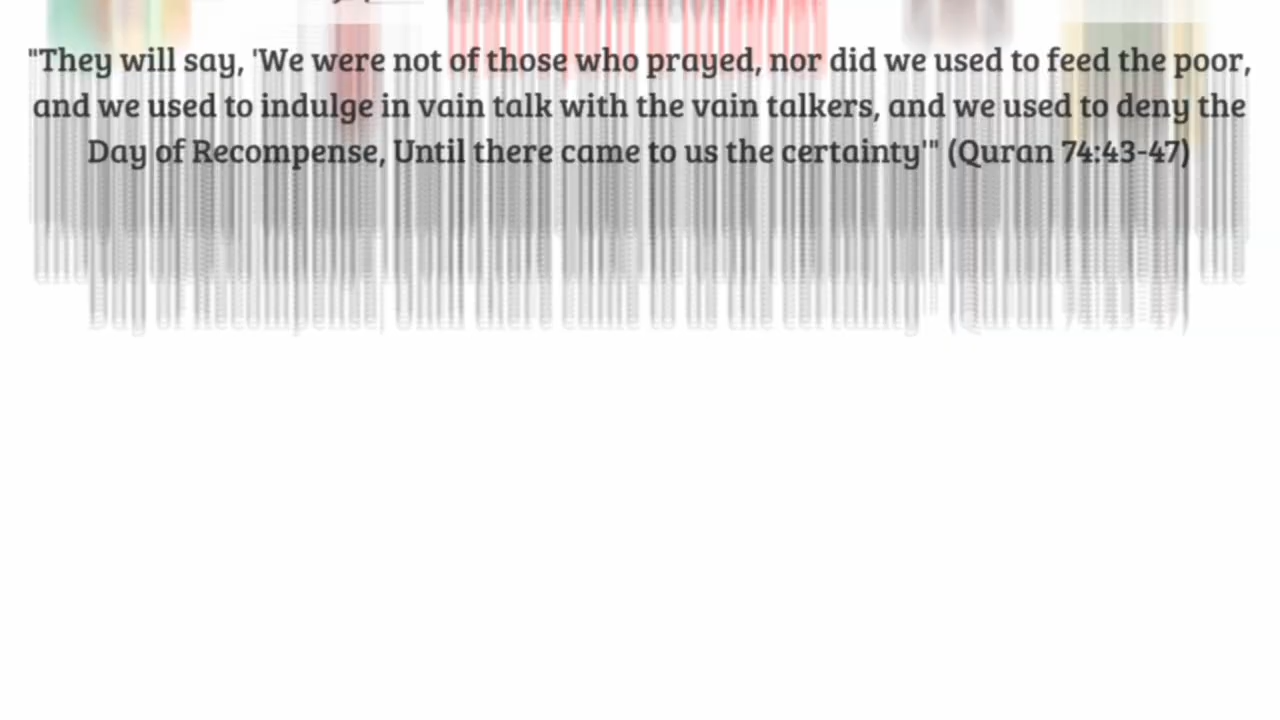 "They will say, 'We were not of those who prayed, nor did we used to feed the poor,
and we used to indulge in vain talk with the vain talkers, and we used to deny the
Day of Recompense, Until there came to us the certainty'" (Quran 74:43-47)